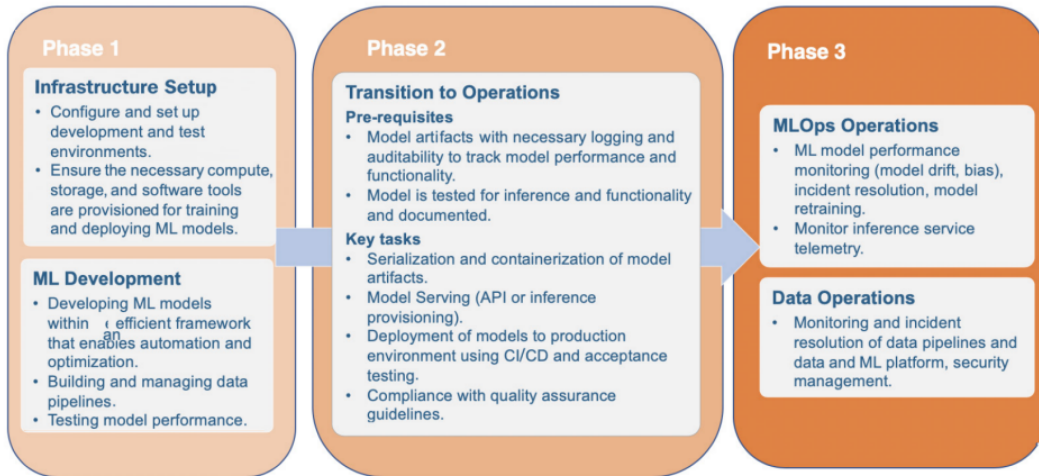 Phase 1
Infrastructure Setup
• Configure and set up
development and test
environments.
• Ensure the necessary compute,
storage, and software tools
are provisioned for training
and deploying ML models.
ML Development
• Developing ML models
within an efficient framework
that enables automation and
optimization.
• Building and managing data
pipelines.
• Testing model performance.
Phase 2
Transition to Operations
Pre-requisites
• Model artifacts with necessary logging and
auditability to track model performance and
functionality.
• Model is tested for inference and functionality
and documented.
Key tasks
• Serialization and containerization of model
artifacts.
• Model Serving (API or inference
provisioning).
• Deployment of models to production
environment using CI/CD and acceptance
testing.
• Compliance with quality assurance
guidelines.
Phase 3
MLOps Operations
• ML model performance
monitoring (model drift, bias),
incident resolution, model
retraining.
• Monitor inference service
telemetry.
Data Operations
• Monitoring and incident
resolution of data pipelines and
data and ML platform, security
management.